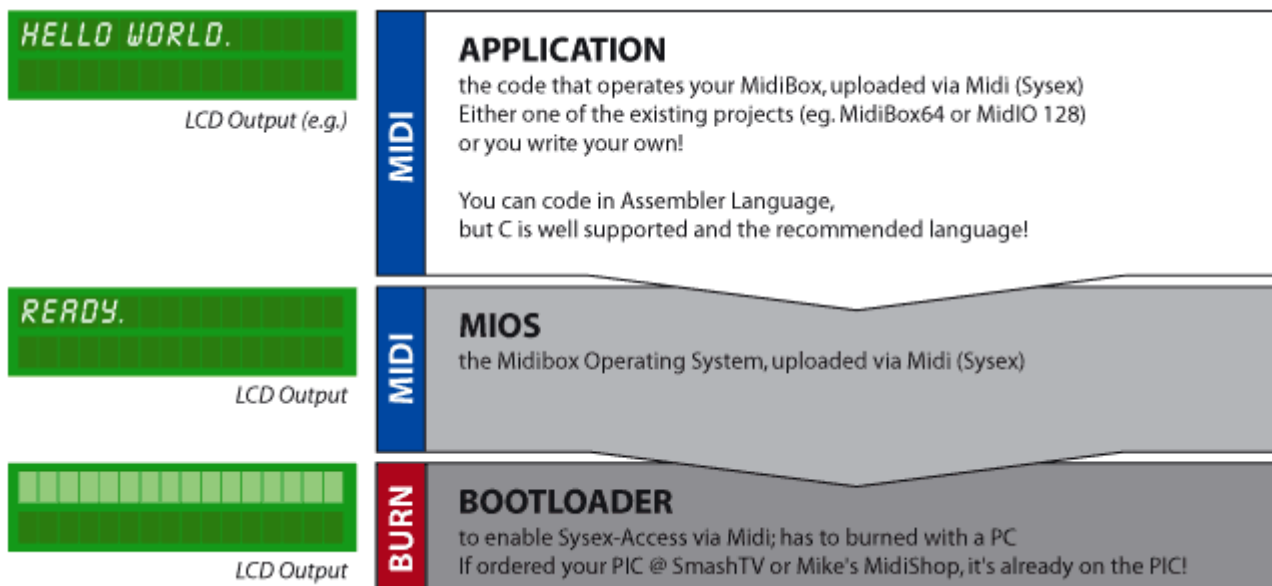 HELLO WORLD.
LCD Output (e.g.)
MIDI
APPLICATION
the code that operates your MidiBox, uploaded via Midi (Sysex)
Either one of the existing projects (eg. MidiBox64 or MidIO 128)
or you write your own!
You can code in Assembler Language,
but C is well supported and the recommended language!
READY.
LCD Output
MIDI
MIOS
the Midibox Operating System, uploaded via Midi (Sysex)
LCD Output
BURN
BOOTLOADER
to enable Sysex-Access via Midi; has to burned with a PC
If ordered your PIC @ SmashTV or Mike's MidiShop, it's already on the PIC!